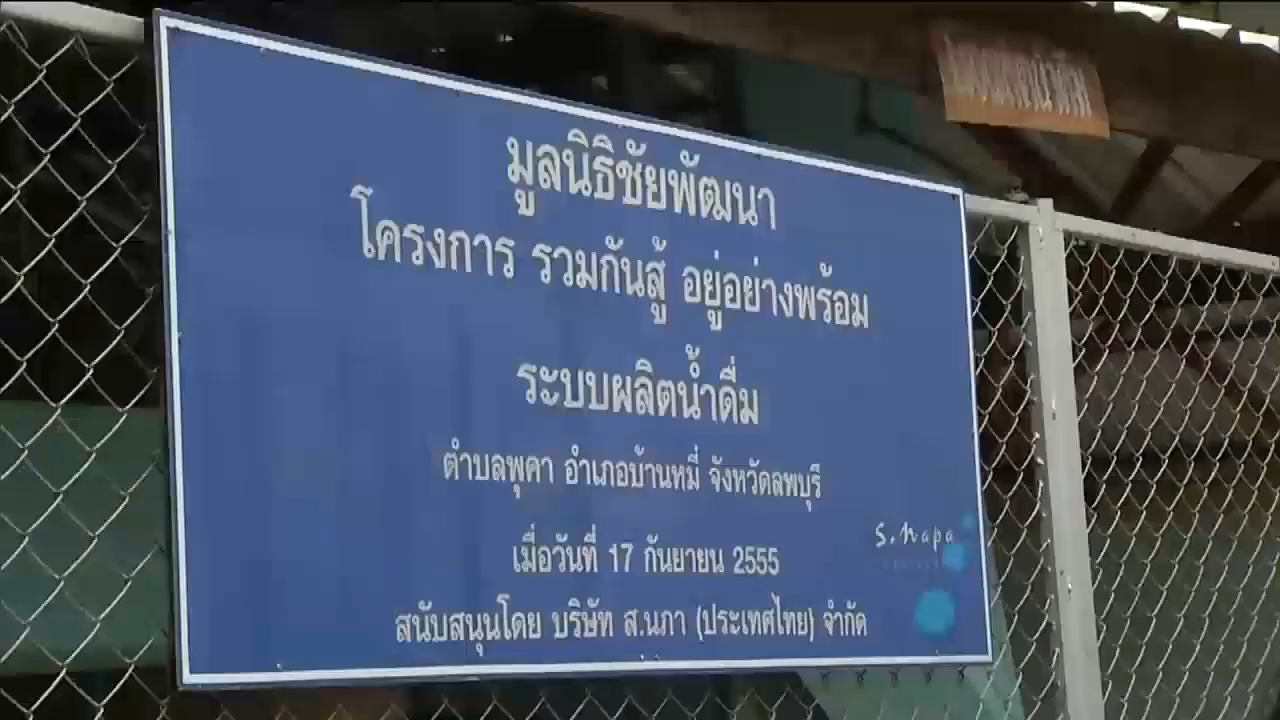 มูลนิธิชัยพัฒนา
โครงการ รวมกันสู้ อยู่อย่างพร้อม
ระบบผลิตน้ำดื่ม
ตำบลพุคา อำเภอบ้านหมี่ จังหวัดลพบุรี
เมื่อวันที่ 17 กันยายน 2555
สนับสนุนโดย บริษัท ส.นภา (ประเทศไทย) จำกัด
S.napa